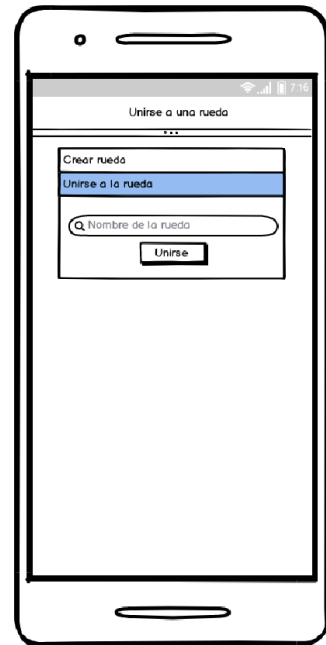 7:16
Unirse a una rueda
Crear rueda
Unirse a la rueda
Nombre de la rueda
Unirse